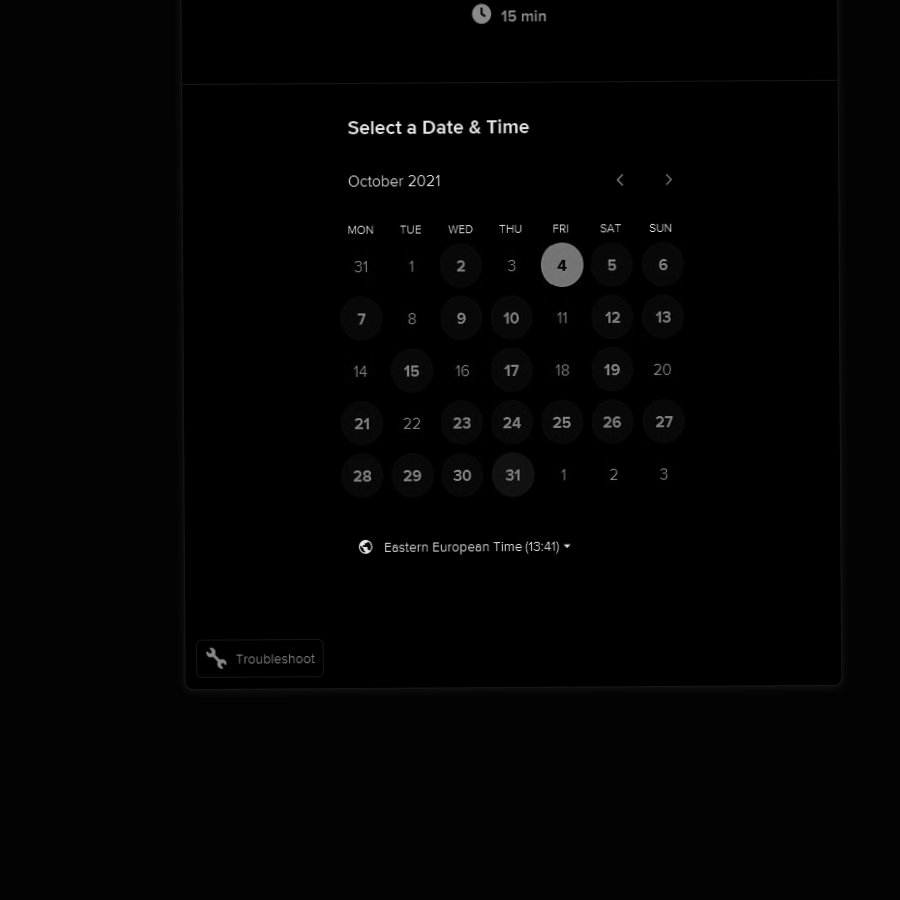 15 min
Select a Date & Time
October 2021
MON TUE WED THU FRI SAT SUN
31 1 2 3 4 5 6
7 8 9 10 11 12 13
14 15 16 17 18 19 20
21 22 23 24 25 26 27
28 29 30 31 1 2 3
Eastern European Time (13:41)
Troubleshoot